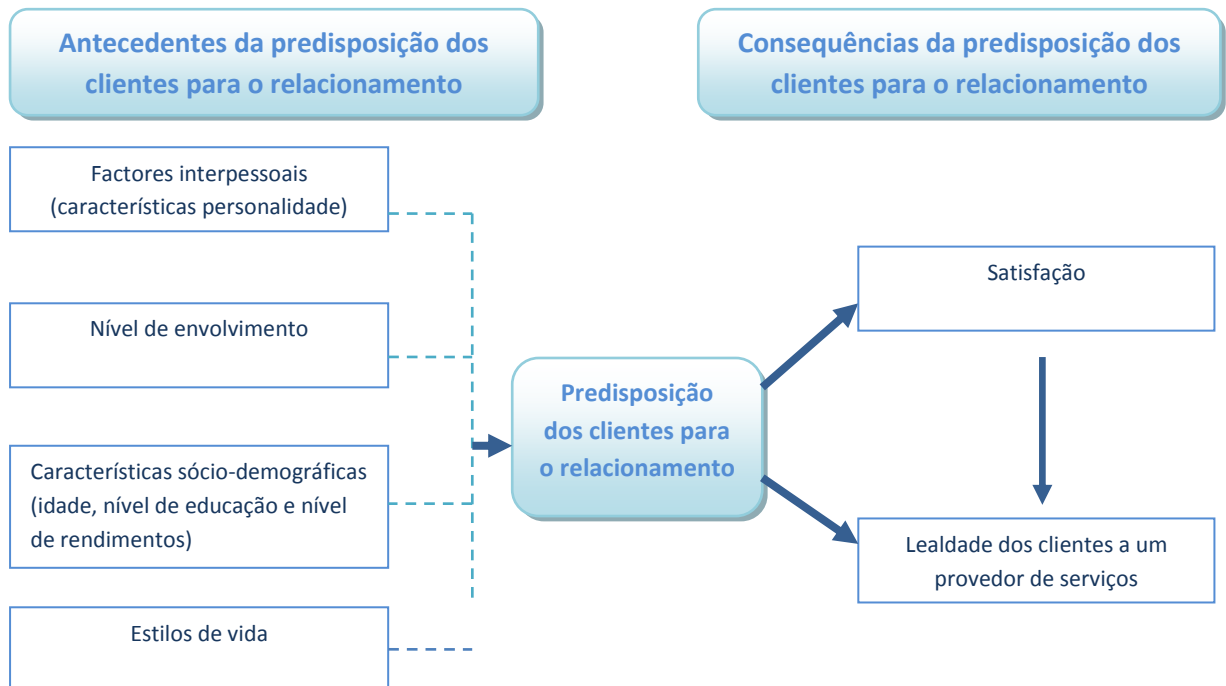 Antecedentes da predisposição dos
clientes para o relacionamento
Consequências da predisposição dos
clientes para o relacionamento
Factores interpessoais
(características personalidade)
Nível de envolvimento
Características sócio-demográficas
(idade, nível de educação e nível
de rendimentos)
Estilos de vida
Predisposição
dos clientes para
o relacionamento
Satisfação
Lealdade dos clientes a um
provedor de serviços